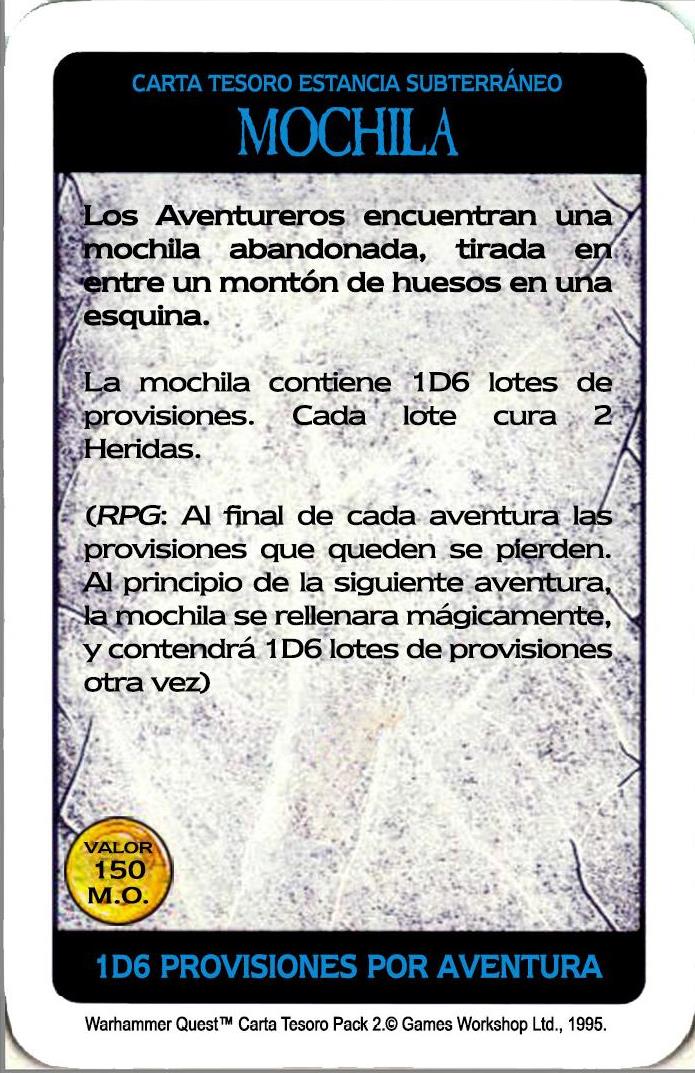 CARTA TESORO ESTANCIA SUBTERRÁNEO
MOCHILA
Los Aventureros encuentran una
mochila abandonada, tirada en
entre un montón de huesos en una
esquina.
La mochila contiene 1D6 lotes de
provisiones. Cada lote cura 2
Heridas.
(RPG: Al final de cada aventura las
provisiones que queden se pierden.
Al principio de la siguiente aventura,
la mochila se rellenara mágicamente,
y contendrá 1D6 lotes de provisiones
otra vez)
VALOR
150
M.O.
1D6 PROVISIONES POR AVENTURA
Warhammer Quest™ Carta Tesoro Pack 2.© Games Workshop Ltd., 1995.